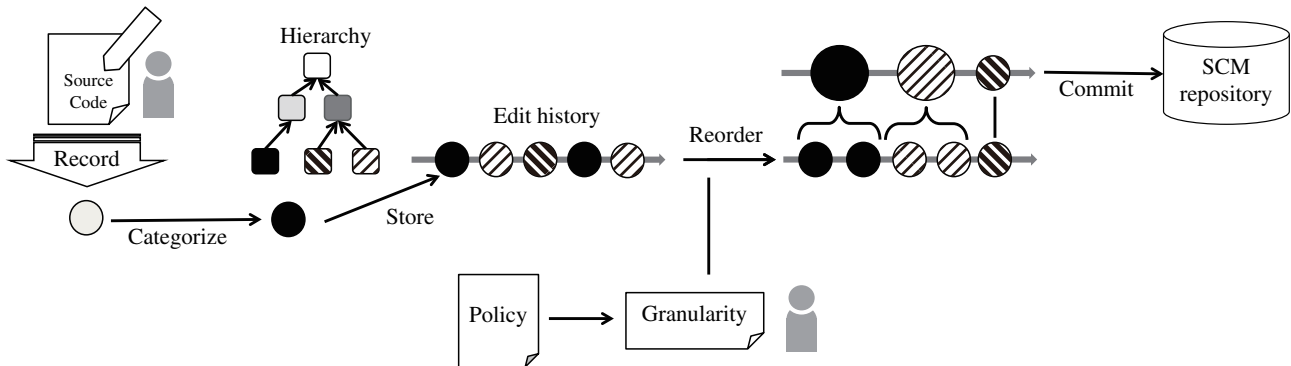 Source
Code
Record
Categorize
Hierarchy
Store
Edit history
Reorder
Policy
Granularity
Commit
SCM
repository